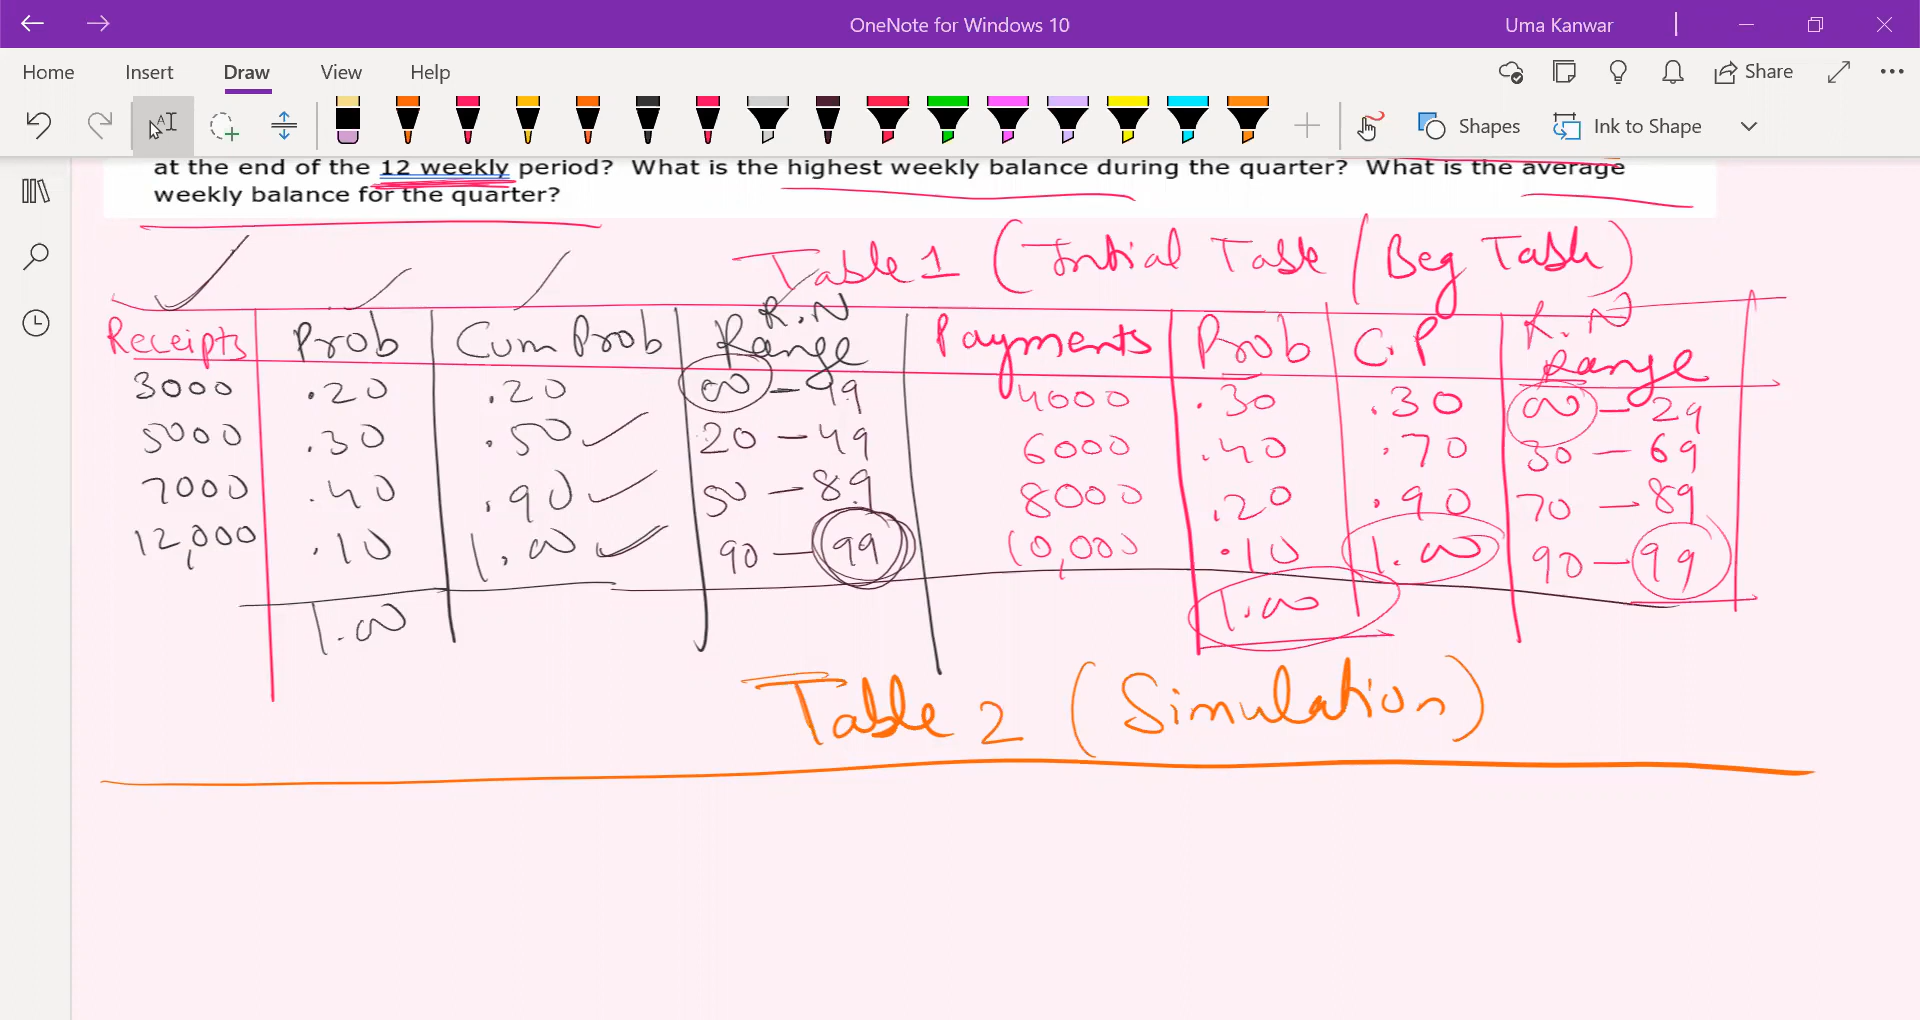 OneNote for Windows 10
Uma Kanwar
Home Insert Draw View Help
Share
Shapes Ink to Shape
at the end of the 12 weekly period? What is the highest weekly balance during the quarter? What is the average
weekly balance for the quarter?
Table 1 (Initial Table / Beg Table)
Receipts Prob Cum Prob R.N Range Payments Prob C.P R.N Range
3000 .20 .20 00 - 19 4000 .30 .30 00 - 29
5000 .30 .50 20 - 49 6000 .40 .70 30 - 69
7000 .40 .90 50 - 89 8000 .20 .90 70 - 89
12,000 .10 1.00 90 - 99 10,000 .10 1.00 90 - 99
1.00 1.00
Table 2 (Simulation)